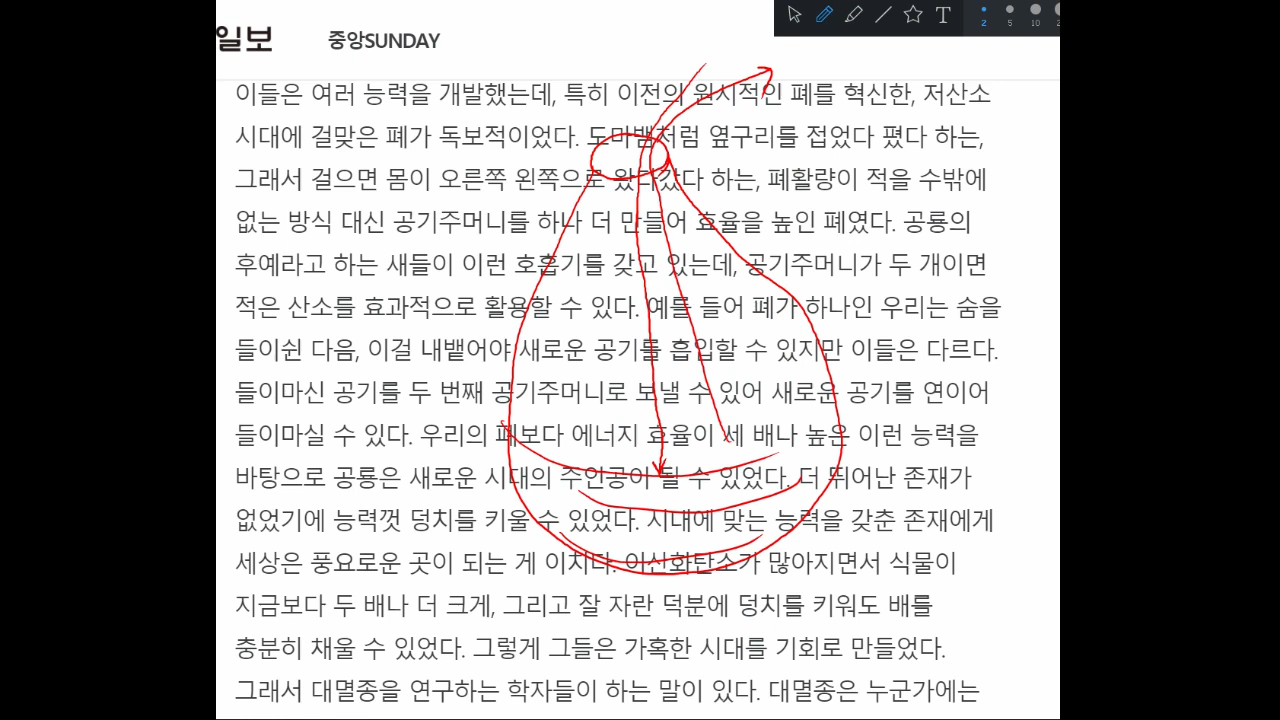 일보
중앙SUNDAY
T
2 5 10 2
이들은 여러 능력을 개발했는데, 특히 이전의 원시적인 폐를 혁신한, 저산소
시대에 걸맞은 폐가 독보적이었다. 도마뱀처럼 옆구리를 접었다 폈다 하는,
그래서 걸으면 몸이 오른쪽 왼쪽으로 왔다갔다 하는, 폐활량이 적을 수밖에
없는 방식 대신 공기주머니를 하나 더 만들어 효율을 높인 폐였다. 공룡의
후예라고 하는 새들이 이런 호흡기를 갖고 있는데, 공기주머니가 두 개이면
적은 산소를 효과적으로 활용할 수 있다. 예를 들어 폐가 하나인 우리는 숨을
들이쉰 다음, 이걸 내뱉어야 새로운 공기를 흡입할 수 있지만 이들은 다르다.
들이마신 공기를 두 번째 공기주머니로 보낼 수 있어 새로운 공기를 연이어
들이마실 수 있다. 우리의 폐보다 에너지 효율이 세 배나 높은 이런 능력을
바탕으로 공룡은 새로운 시대의 주인공이 될 수 있었다. 더 뛰어난 존재가
없었기에 능력껏 덩치를 키울 수 있었다. 시대에 맞는 능력을 갖춘 존재에게
세상은 풍요로운 곳이 되는 게 이치다. 이산화탄소가 많아지면서 식물이
지금보다 두 배나 더 크게, 그리고 잘 자란 덕분에 덩치를 키워도 배를
충분히 채울 수 있었다. 그렇게 그들은 가혹한 시대를 기회로 만들었다.
그래서 대멸종을 연구하는 학자들이 하는 말이 있다. 대멸종은 누군가에는